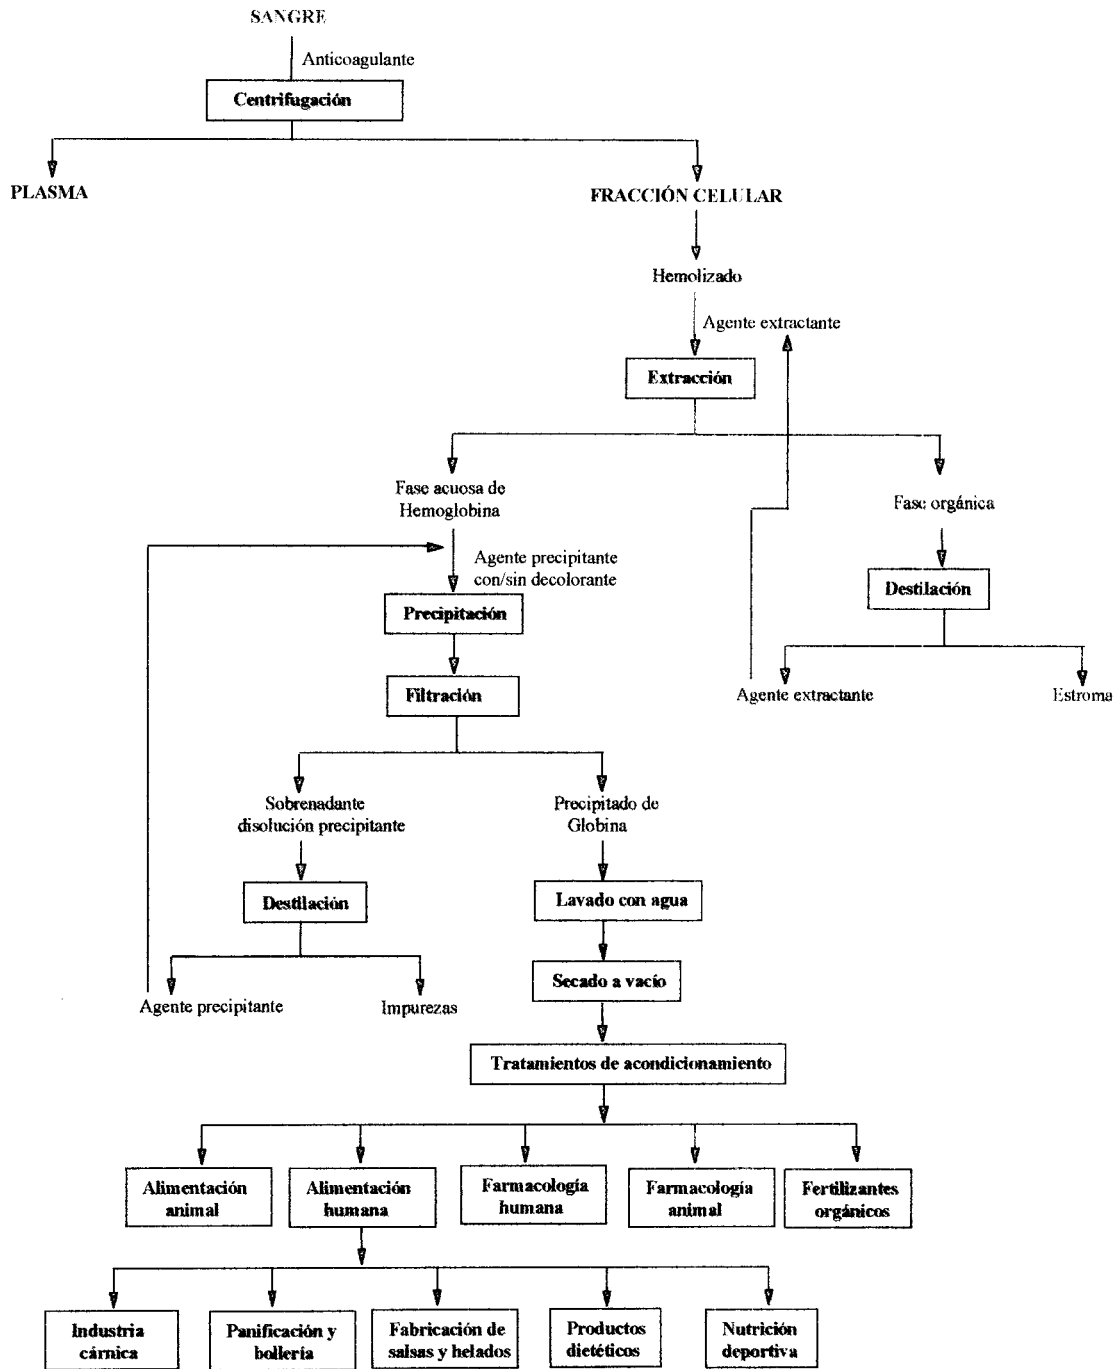 SANGRE
Anticoagulante
Centrifugación
PLASMA
FRACCIÓN CELULAR
Hemolizado
Agente extractante
Extracción
Fase acuosa de
Hemoglobina
Fase orgánica
Agente precipitante
con/sin decolorante
Destilación
Precipitación
Filtración
Agente extractante
Estroma
Sobrenadante
disolución precipitante
Precipitado de
Globina
Destilación
Lavado con agua
Secado a vacío
Agente precipitante
Impurezas
Tratamientos de acondicionamiento
Alimentación
animal
Alimentación
humana
Farmacología
humana
Farmacología
animal
Fertilizantes
orgánicos
Industria
cárnica
Panificación y
bollería
Fabricación de
salsas y helados
Productos
dietéticos
Nutrición
deportiva